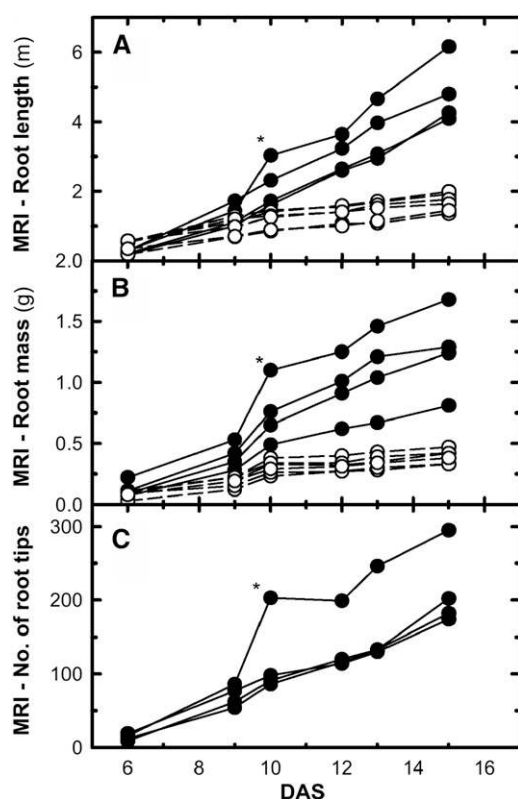 A
MRI - Root length (m)
6
4
2
*
B
MRI - Root mass (g)
2.0
1.5
1.0
0.5
0.0
*
C
MRI - No. of root tips
300
200
100
0
*
6 8 10 12 14 16
DAS